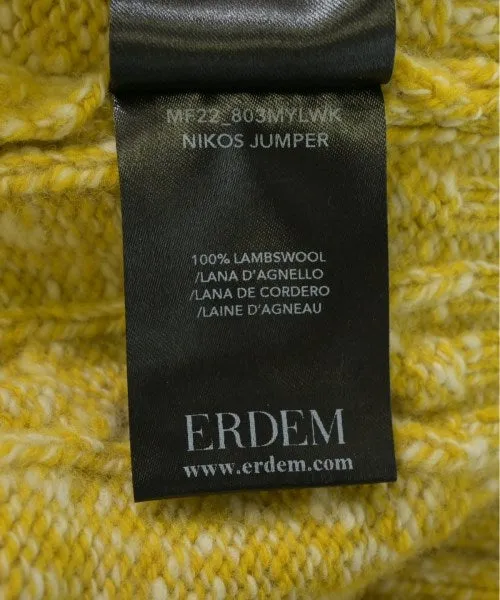 MF22_803MYLWK
NIKOS JUMPER
100% LAMBSWOOL
/LANA D'AGNELLO
/LANA DE CORDERO
/LAINE D'AGNEAU
ERDEM
www.erdem.com